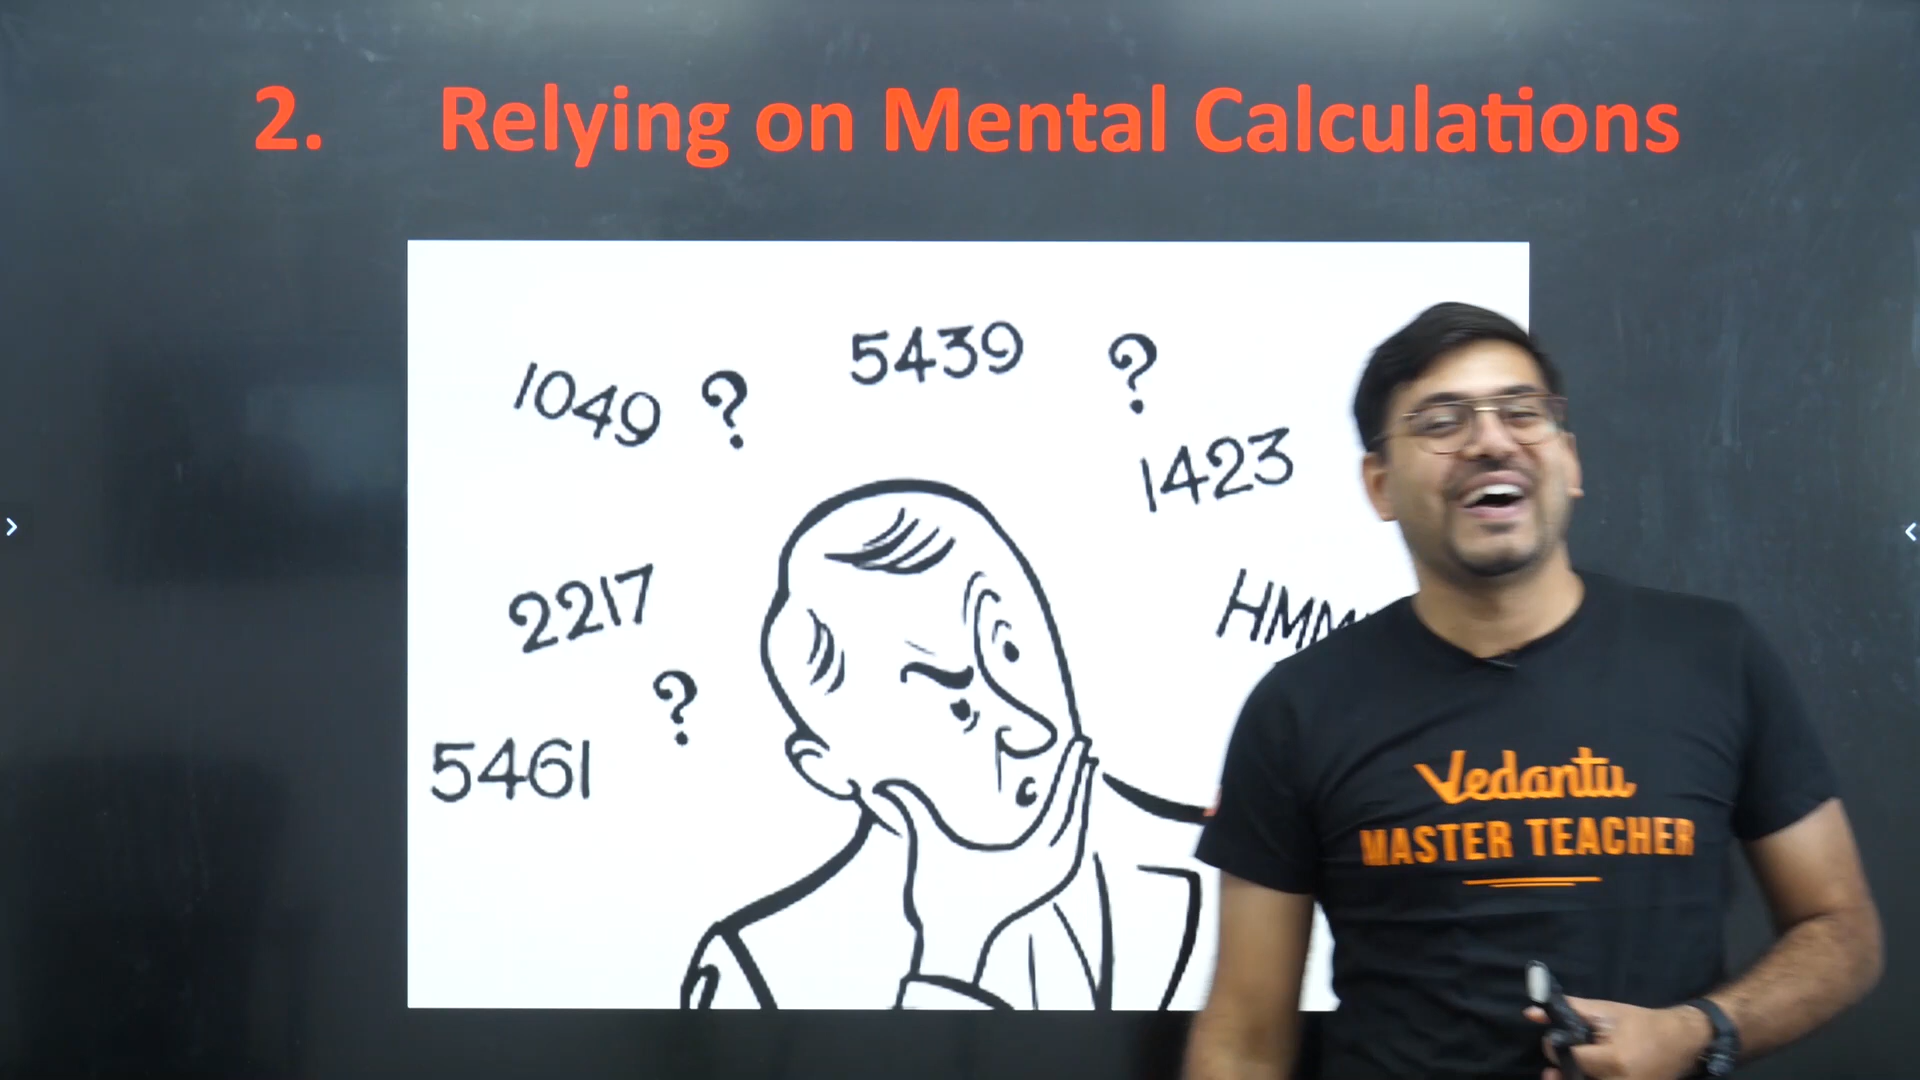 2. Relying on Mental Calculations
1049 ?
5439 ?
1423
2217
?
5461
Vedantu
MASTER TEACHER